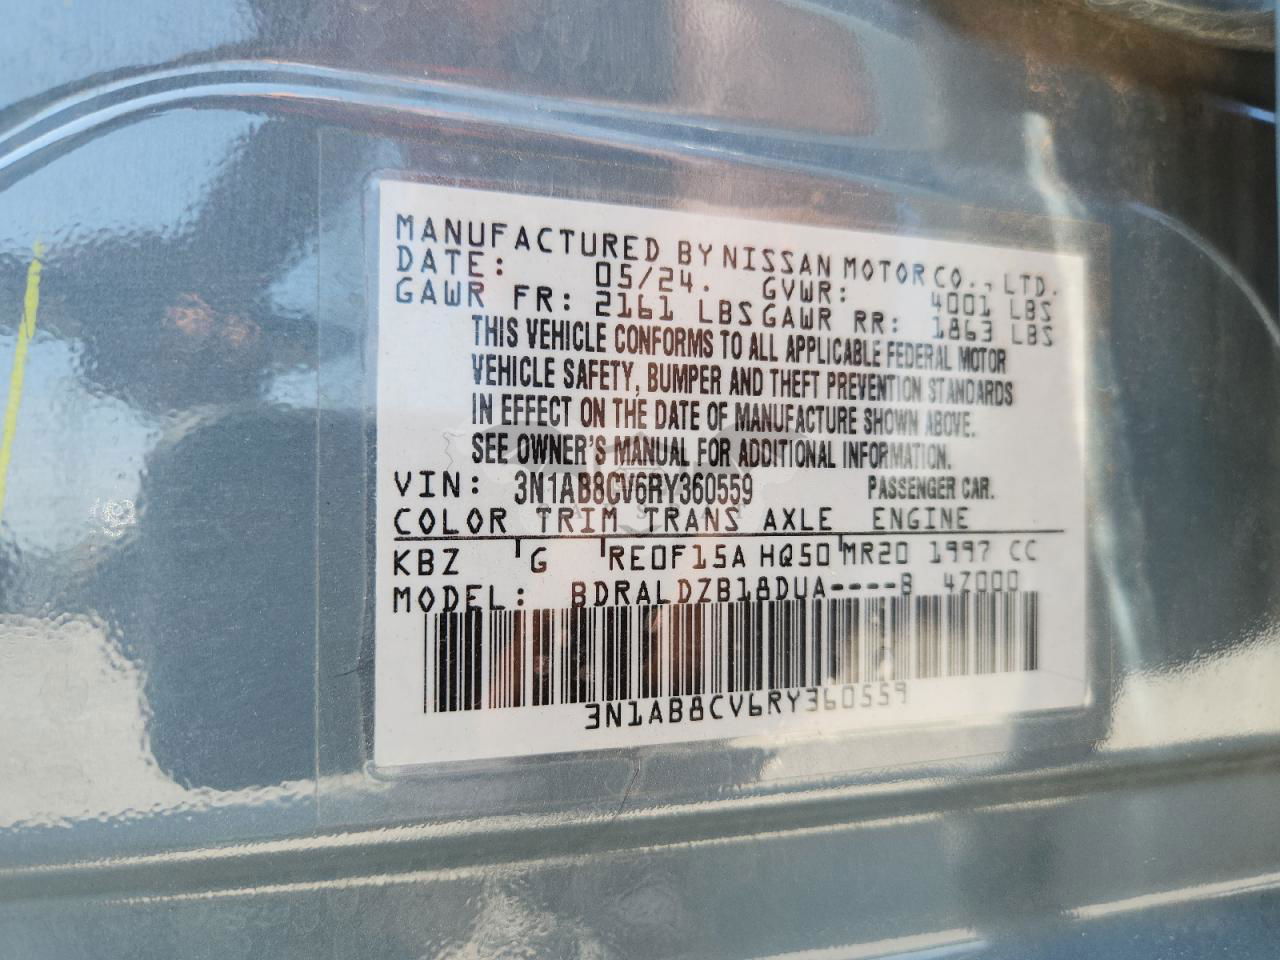 MANUFACTURED BY NISSAN MOTOR CO., LTD.
DATE: 05/24. GVWR: 4001 LBS
GAWR FR: 2161 LBS GAWR RR: 1863 LBS
THIS VEHICLE CONFORMS TO ALL APPLICABLE FEDERAL MOTOR
VEHICLE SAFETY, BUMPER AND THEFT PREVENTION STANDARDS
IN EFFECT ON THE DATE OF MANUFACTURE SHOWN ABOVE.
SEE OWNER'S MANUAL FOR ADDITIONAL INFORMATION.
VIN: 3N1AB8CV6RY360559 PASSENGER CAR.
COLOR TRIM TRANS AXLE ENGINE
KBZ G RE0F15A HQ50 MR20 1997 CC
MODEL: BDRALDZB18DUA----B 4Z000
3N1AB8CV6RY360559